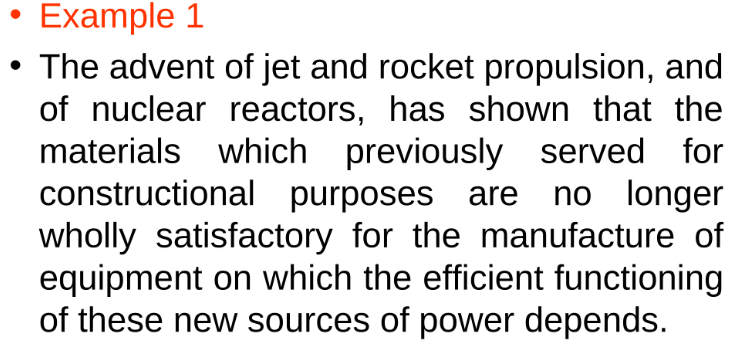 • Example 1
• The advent of jet and rocket propulsion, and
of nuclear reactors, has shown that the
materials which previously served for
constructional purposes are no longer
wholly satisfactory for the manufacture of
equipment on which the efficient functioning
of these new sources of power depends.